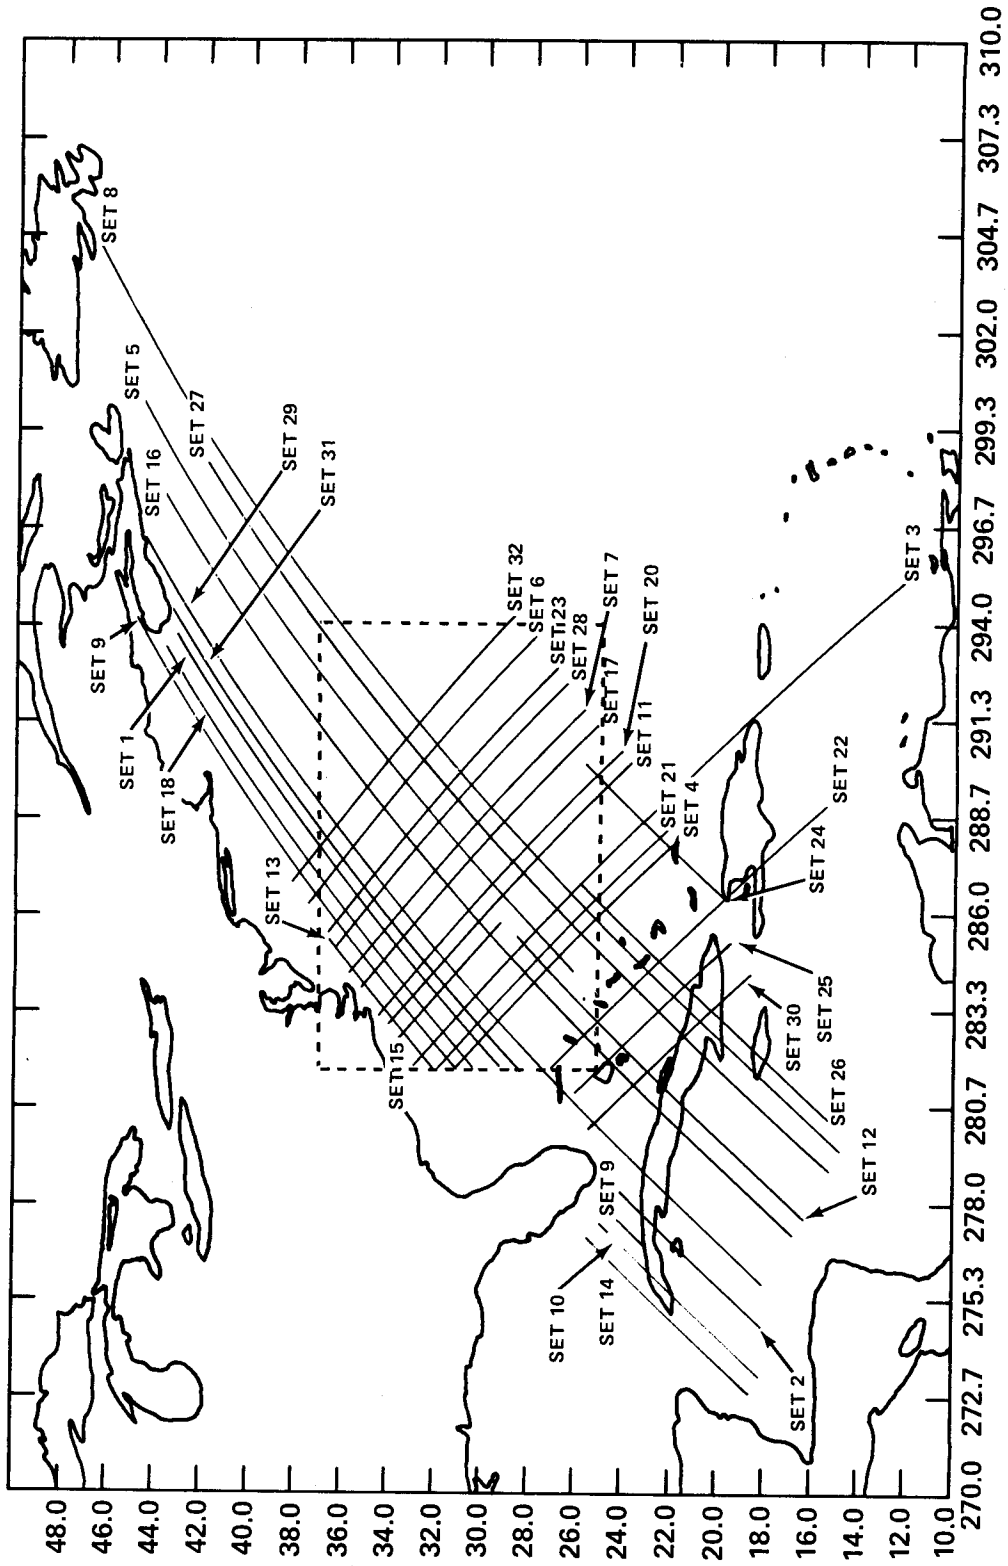 310.0
307.3
304.7
302.0
299.3
296.7
294.0
291.3
288.7
286.0
283.3
280.7
278.0
275.3
272.7
270.0
48.0
46.0
44.0
42.0
40.0
38.0
36.0
34.0
32.0
30.0
28.0
26.0
24.0
22.0
20.0
18.0
16.0
14.0
12.0
10.0
SET 8
SET 5
SET 27
SET 16
SET 29
SET 31
SET 9
SET 1
SET 18
SET 13
SET 32
SET 6
SET 23
SET 28
SET 7
SET 17
SET 20
SET 11
SET 21
SET 4
SET 3
SET 22
SET 24
SET 15
SET 25
SET 30
SET 26
SET 12
SET 9
SET 10
SET 14
SET 2